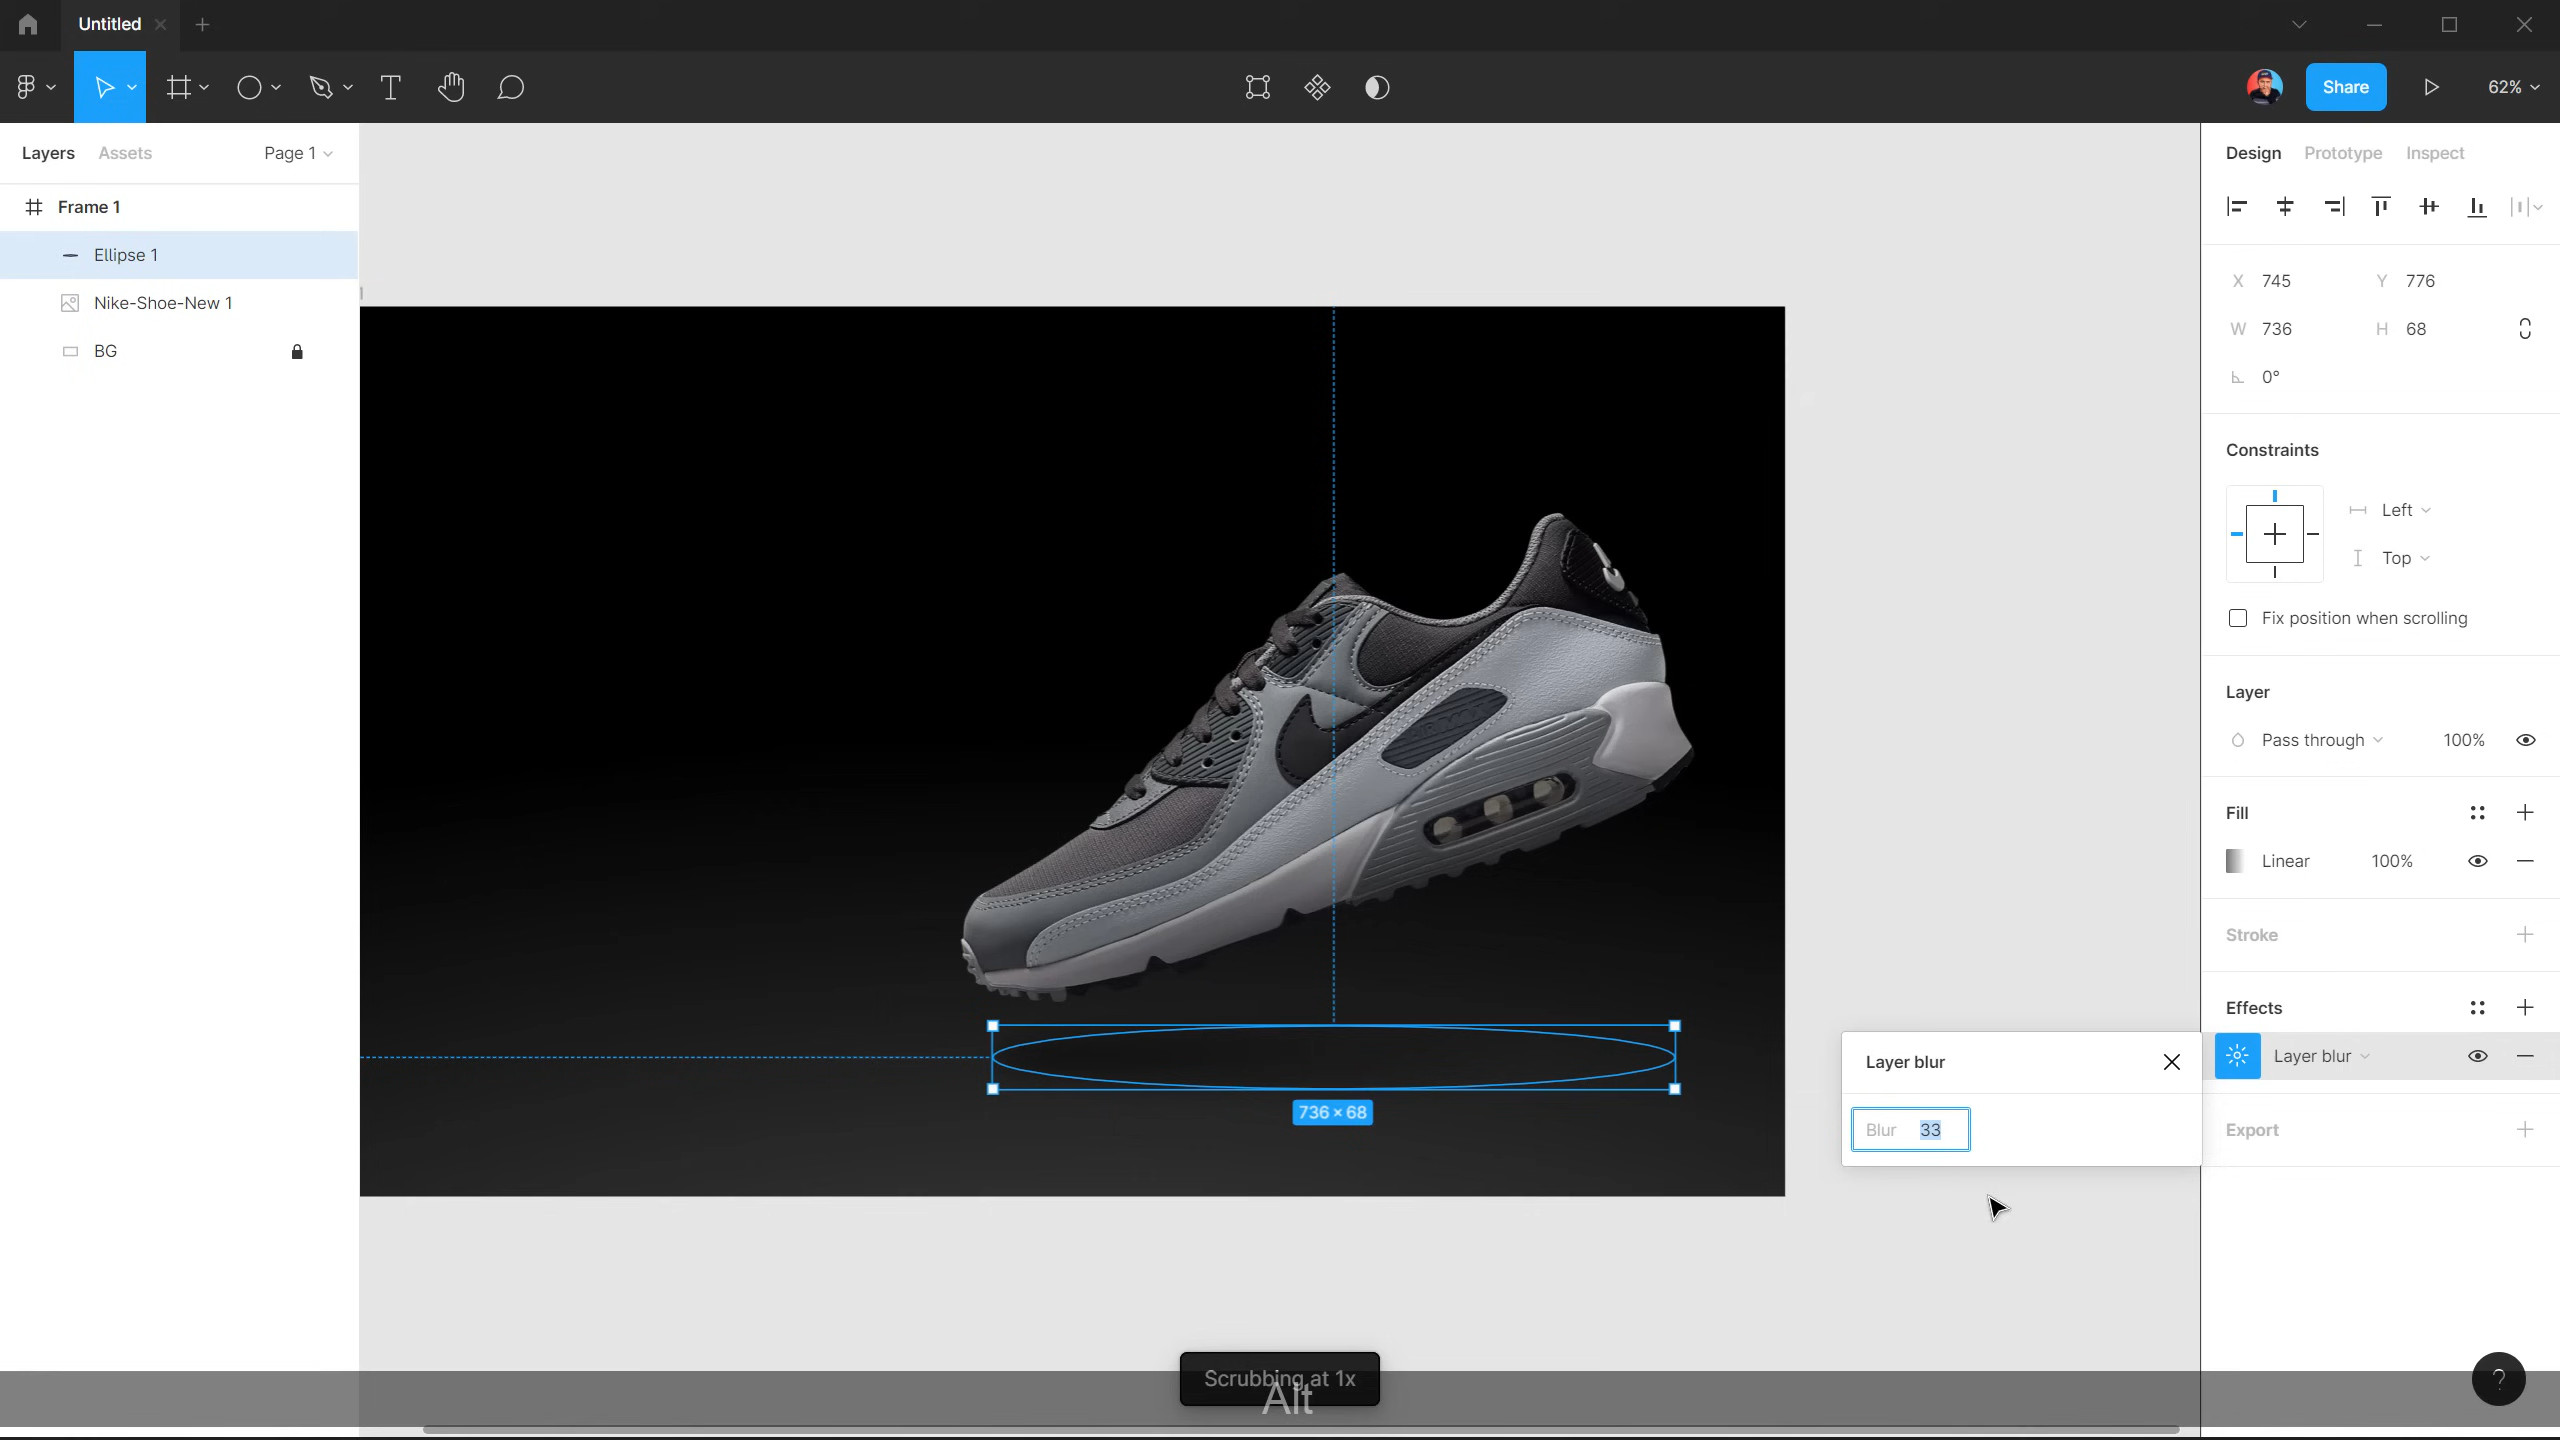 Untitled
Share
62%
Layers Assets Page 1
Design Prototype Inspect
Frame 1
Ellipse 1
Nike-Shoe-New 1
BG
X 745 Y 776
W 736 H 68
0°
Constraints
Left
Top
Fix position when scrolling
Layer
Pass through 100%
Fill
Linear 100%
Stroke
Effects
Layer blur
Export
736 × 68
Layer blur
Blur 33
Scrubbing at 1x
Alt
?